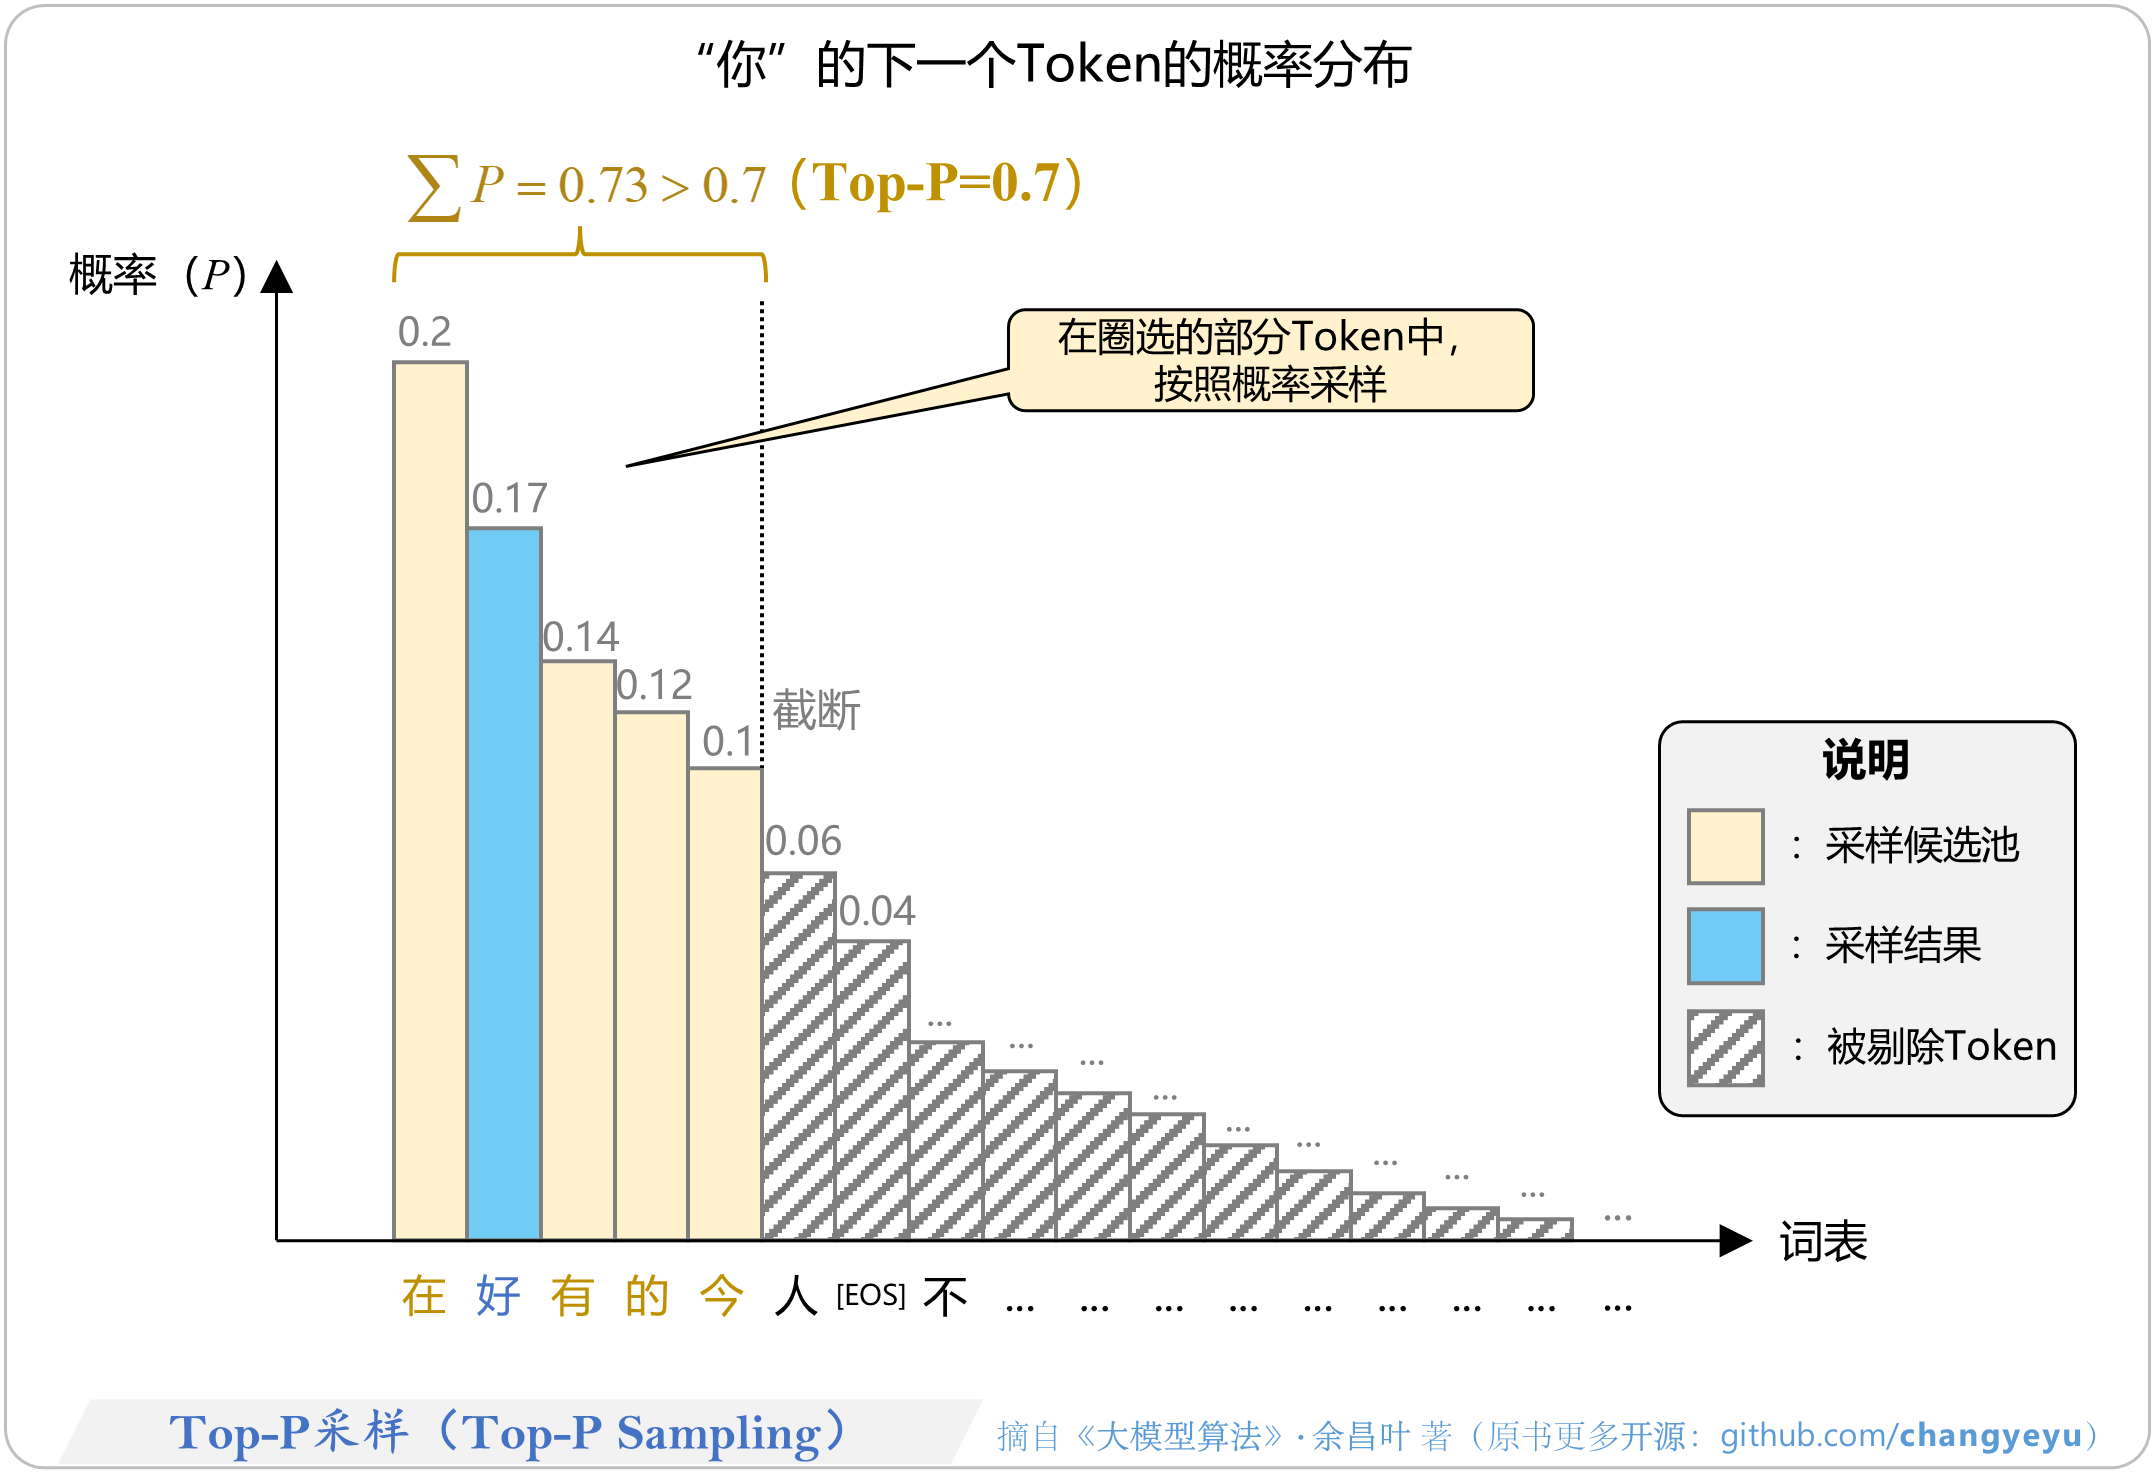 “你”的下一个Token的概率分布
∑ P = 0.73 > 0.7（Top-P=0.7）
概率（P）
0.2
在圈选的部分Token中，
按照概率采样
0.17
0.14
0.12
0.1
截断
0.06
0.04
...
...
...
...
...
...
...
...
...
...
说明
：采样候选池
：采样结果
：被剔除Token
词表
在 好 有 的 今 人 [EOS] 不 ... ... ... ... ... ... ... ... ...
Top-P采样（Top-P Sampling）
摘自《大模型算法》·余昌叶 著（原书更多开源：github.com/changyeyu）